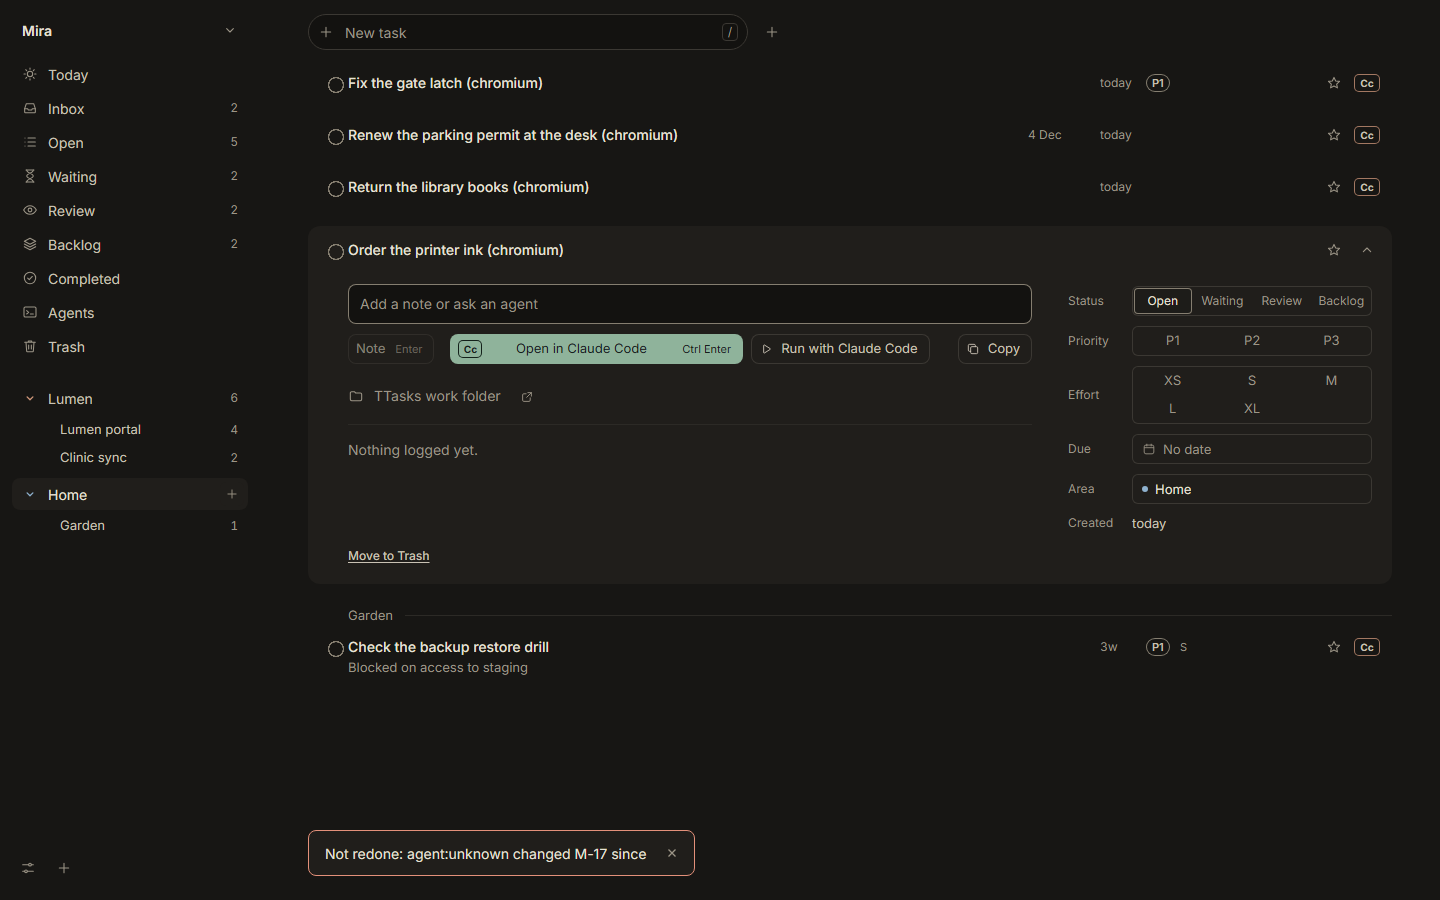 Mira
Today
Inbox 2
Open 5
Waiting 2
Review 2
Backlog 2
Completed
Agents
Trash
Lumen 6
Lumen portal 4
Clinic sync 2
Home
Garden 1
New task /
Fix the gate latch (chromium) today P1 Cc
Renew the parking permit at the desk (chromium) 4 Dec today Cc
Return the library books (chromium) today Cc
Order the printer ink (chromium)
Add a note or ask an agent
Note Enter Cc Open in Claude Code Ctrl Enter Run with Claude Code Copy
TTasks work folder
Nothing logged yet.
Move to Trash
Status Open Waiting Review Backlog
Priority P1 P2 P3
Effort XS S M
L XL
Due No date
Area Home
Created today
Garden
Check the backup restore drill 3w P1 S Cc
Blocked on access to staging
Not redone: agent:unknown changed M-17 since